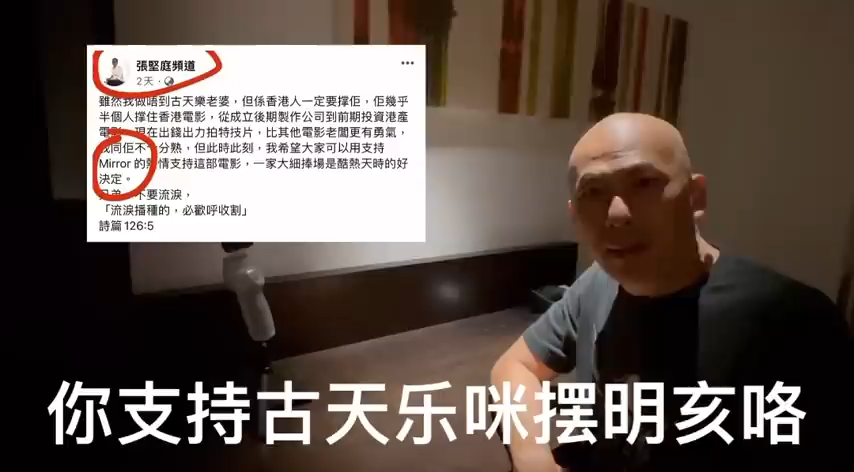 張堅庭頻道
2天
雖然我做唔到古天樂老婆，但係香港人一定要撐佢，佢幾乎
半個人撐住香港電影，從成立後期製作公司到前期投資港產
電影，現在出錢出力拍特技片，比其他電影老闆更有勇氣，
我同佢不十分熟，但此時此刻，我希望大家可以用支持
Mirror 的熱情支持這部電影，一家大細捧場是酷熱天時的好
決定。
不要流淚，
「流淚播種的，必歡呼收割」
詩篇 126:5
你支持古天乐咪摆明亥咯